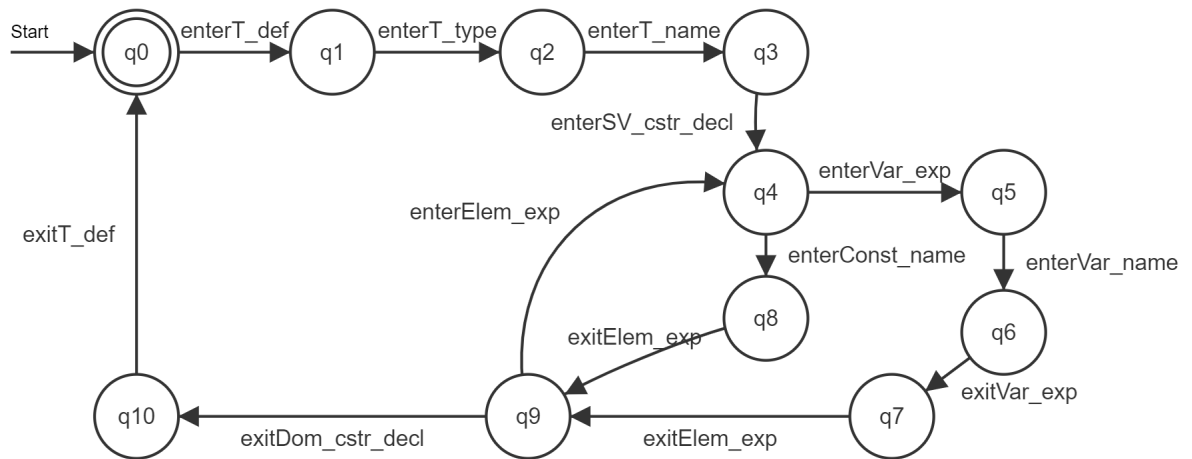 Start
q0
enterT_def
q1
enterT_type
q2
enterT_name
q3
enterSV_cstr_decl
q4
enterVar_exp
q5
enterElem_exp
exitT_def
enterConst_name
enterVar_name
q8
q6
exitElem_exp
exitVar_exp
q10
exitDom_cstr_decl
q9
exitElem_exp
q7